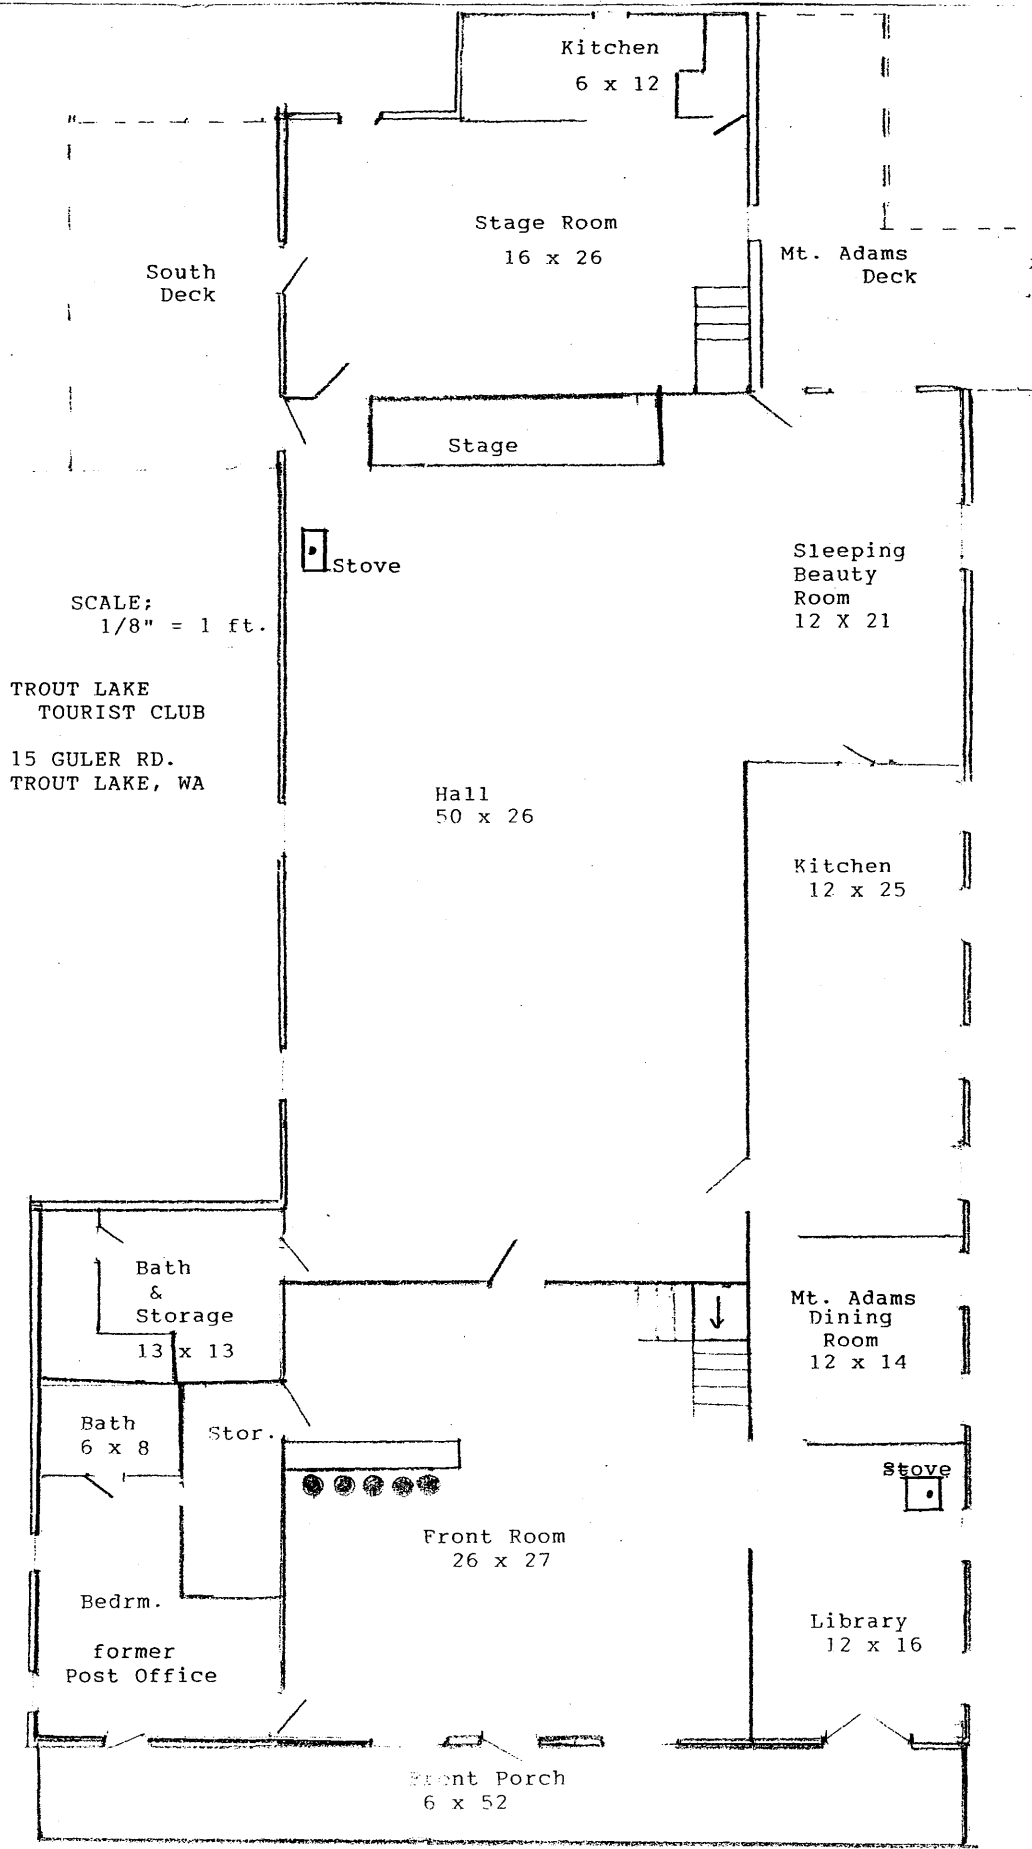 Kitchen
6 x 12
Stage Room
16 x 26
South
Deck
Mt. Adams
Deck
Stage
Stove
Sleeping
Beauty
Room
12 X 21
SCALE;
1/8" = 1 ft.
TROUT LAKE
TOURIST CLUB
15 GULER RD.
TROUT LAKE, WA
Hall
50 x 26
Kitchen
12 x 25
Bath
&
Storage
13 x 13
Mt. Adams
Dining
Room
12 x 14
Bath
6 x 8
Stor.
Stove
Front Room
26 x 27
Bedrm.
former
Post Office
Library
12 x 16
Front Porch
6 x 52